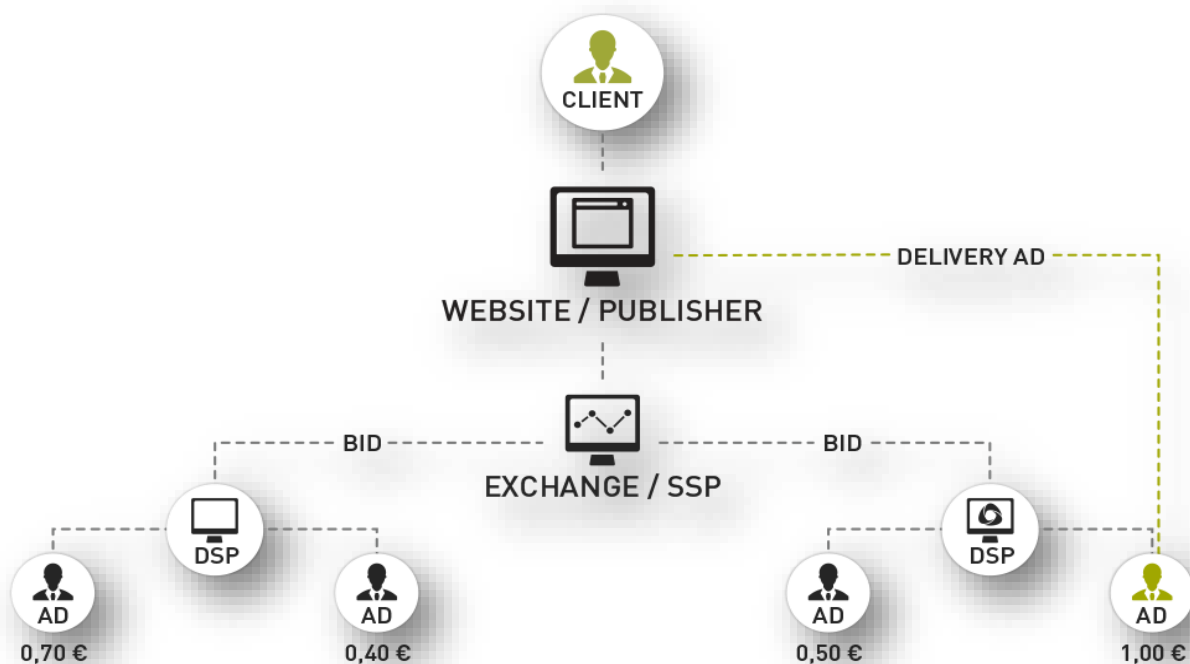 CLIENT
WEBSITE / PUBLISHER
DELIVERY AD
BID
BID
EXCHANGE / SSP
DSP
DSP
AD
AD
AD
AD
0,70 €
0,40 €
0,50 €
1,00 €